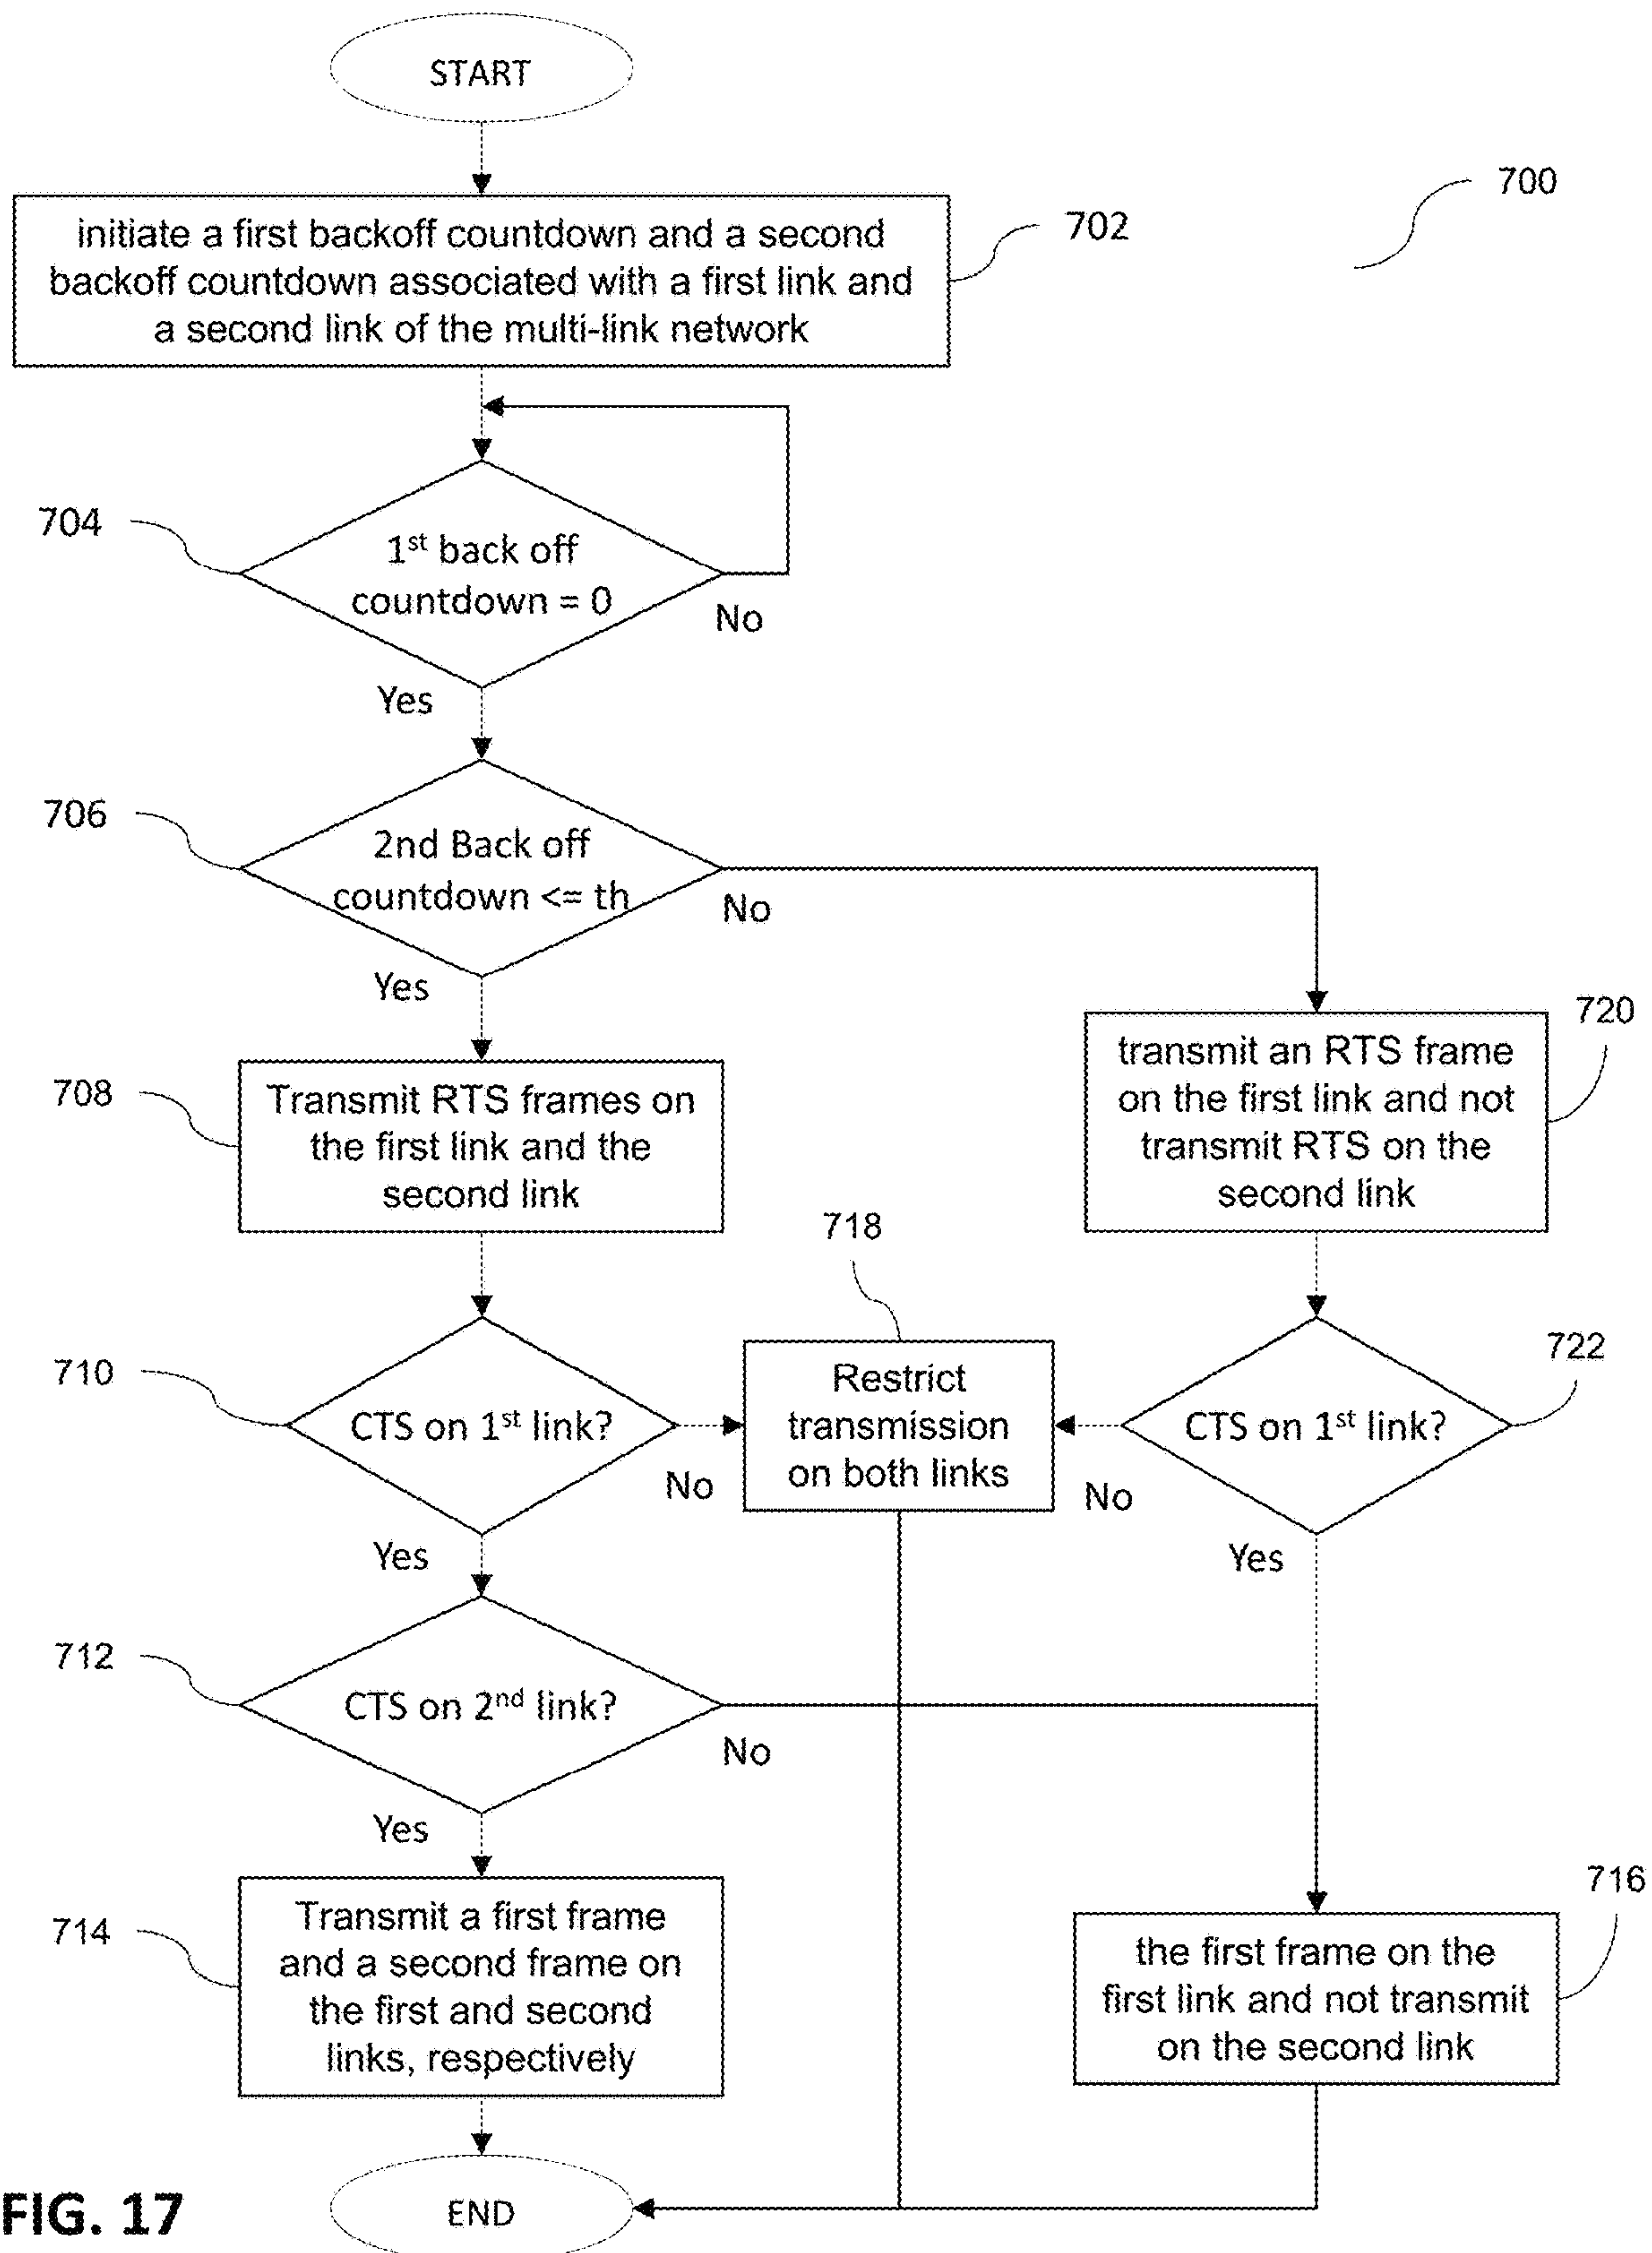 START
700
initiate a first backoff countdown and a second
backoff countdown associated with a first link and
a second link of the multi-link network
702
704
1st back off
countdown = 0
No
Yes
706
2nd Back off
countdown <= th
No
Yes
708
Transmit RTS frames on
the first link and the
second link
720
transmit an RTS frame
on the first link and not
transmit RTS on the
second link
718
Restrict
transmission
on both links
710
CTS on 1st link?
No
Yes
722
CTS on 1st link?
No
Yes
712
CTS on 2nd link?
No
Yes
714
Transmit a first frame
and a second frame on
the first and second
links, respectively
716
the first frame on the
first link and not transmit
on the second link
END
FIG. 17